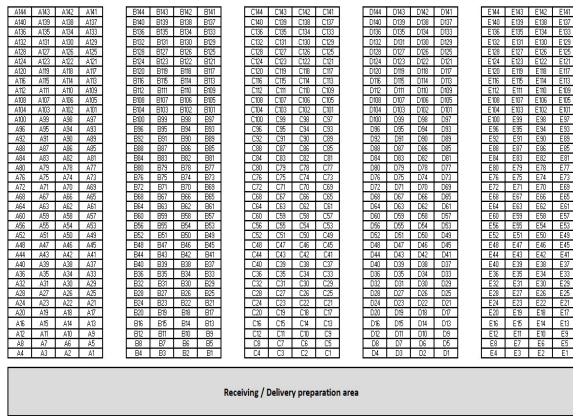 A144 A143 A142 A141 B144 B143 B142 B141 C144 C143 C142 C141 D144 D143 D142 D141 E144 E143 E142 E141
A140 A139 A138 A137 B140 B139 B138 B137 C140 C139 C138 C137 D140 D139 D138 D137 E140 E139 E138 E137
A136 A135 A134 A133 B136 B135 B134 B133 C136 C135 C134 C133 D136 D135 D134 D133 E136 E135 E134 E133
A132 A131 A130 A129 B132 B131 B130 B129 C132 C131 C130 C129 D132 D131 D130 D129 E132 E131 E130 E129
A128 A127 A126 A125 B128 B127 B126 B125 C128 C127 C126 C125 D128 D127 D126 D125 E128 E127 E126 E125
A124 A123 A122 A121 B124 B123 B122 B121 C124 C123 C122 C121 D124 D123 D122 D121 E124 E123 E122 E121
A120 A119 A118 A117 B120 B119 B118 B117 C120 C119 C118 C117 D120 D119 D118 D117 E120 E119 E118 E117
A116 A115 A114 A113 B116 B115 B114 B113 C116 C115 C114 C113 D116 D115 D114 D113 E116 E115 E114 E113
A112 A111 A110 A109 B112 B111 B110 B109 C112 C111 C110 C109 D112 D111 D110 D109 E112 E111 E110 E109
A108 A107 A106 A105 B108 B107 B106 B105 C108 C107 C106 C105 D108 D107 D106 D105 E108 E107 E106 E105
A104 A103 A102 A101 B104 B103 B102 B101 C104 C103 C102 C101 D104 D103 D102 D101 E104 E103 E102 E101
A100 A99 A98 A97 B100 B99 B98 B97 C100 C99 C98 C97 D100 D99 D98 D97 E100 E99 E98 E97
A96 A95 A94 A93 B96 B95 B94 B93 C96 C95 C94 C93 D96 D95 D94 D93 E96 E95 E94 E93
A92 A91 A90 A89 B92 B91 B90 B89 C92 C91 C90 C89 D92 D91 D90 D89 E92 E91 E90 E89
A88 A87 A86 A85 B88 B87 B86 B85 C88 C87 C86 C85 D88 D87 D86 D85 E88 E87 E86 E85
A84 A83 A82 A81 B84 B83 B82 B81 C84 C83 C82 C81 D84 D83 D82 D81 E84 E83 E82 E81
A80 A79 A78 A77 B80 B79 B78 B77 C80 C79 C78 C77 D80 D79 D78 D77 E80 E79 E78 E77
A76 A75 A74 A73 B76 B75 B74 B73 C76 C75 C74 C73 D76 D75 D74 D73 E76 E75 E74 E73
A72 A71 A70 A69 B72 B71 B70 B69 C72 C71 C70 C69 D72 D71 D70 D69 E72 E71 E70 E69
A68 A67 A66 A65 B68 B67 B66 B65 C68 C67 C66 C65 D68 D67 D66 D65 E68 E67 E66 E65
A64 A63 A62 A61 B64 B63 B62 B61 C64 C63 C62 C61 D64 D63 D62 D61 E64 E63 E62 E61
A60 A59 A58 A57 B60 B59 B58 B57 C60 C59 C58 C57 D60 D59 D58 D57 E60 E59 E58 E57
A56 A55 A54 A53 B56 B55 B54 B53 C56 C55 C54 C53 D56 D55 D54 D53 E56 E55 E54 E53
A52 A51 A50 A49 B52 B51 B50 B49 C52 C51 C50 C49 D52 D51 D50 D49 E52 E51 E50 E49
A48 A47 A46 A45 B48 B47 B46 B45 C48 C47 C46 C45 D48 D47 D46 D45 E48 E47 E46 E45
A44 A43 A42 A41 B44 B43 B42 B41 C44 C43 C42 C41 D44 D43 D42 D41 E44 E43 E42 E41
A40 A39 A38 A37 B40 B39 B38 B37 C40 C39 C38 C37 D40 D39 D38 D37 E40 E39 E38 E37
A36 A35 A34 A33 B36 B35 B34 B33 C36 C35 C34 C33 D36 D35 D34 D33 E36 E35 E34 E33
A32 A31 A30 A29 B32 B31 B30 B29 C32 C31 C30 C29 D32 D31 D30 D29 E32 E31 E30 E29
A28 A27 A26 A25 B28 B27 B26 B25 C28 C27 C26 C25 D28 D27 D26 D25 E28 E27 E26 E25
A24 A23 A22 A21 B24 B23 B22 B21 C24 C23 C22 C21 D24 D23 D22 D21 E24 E23 E22 E21
A20 A19 A18 A17 B20 B19 B18 B17 C20 C19 C18 C17 D20 D19 D18 D17 E20 E19 E18 E17
A16 A15 A14 A13 B16 B15 B14 B13 C16 C15 C14 C13 D16 D15 D14 D13 E16 E15 E14 E13
A12 A11 A10 A9 B12 B11 B10 B9 C12 C11 C10 C9 D12 D11 D10 D9 E12 E11 E10 E9
A8 A7 A6 A5 B8 B7 B6 B5 C8 C7 C6 C5 D8 D7 D6 D5 E8 E7 E6 E5
A4 A3 A2 A1 B4 B3 B2 B1 C4 C3 C2 C1 D4 D3 D2 D1 E4 E3 E2 E1
Receiving / Delivery preparation area